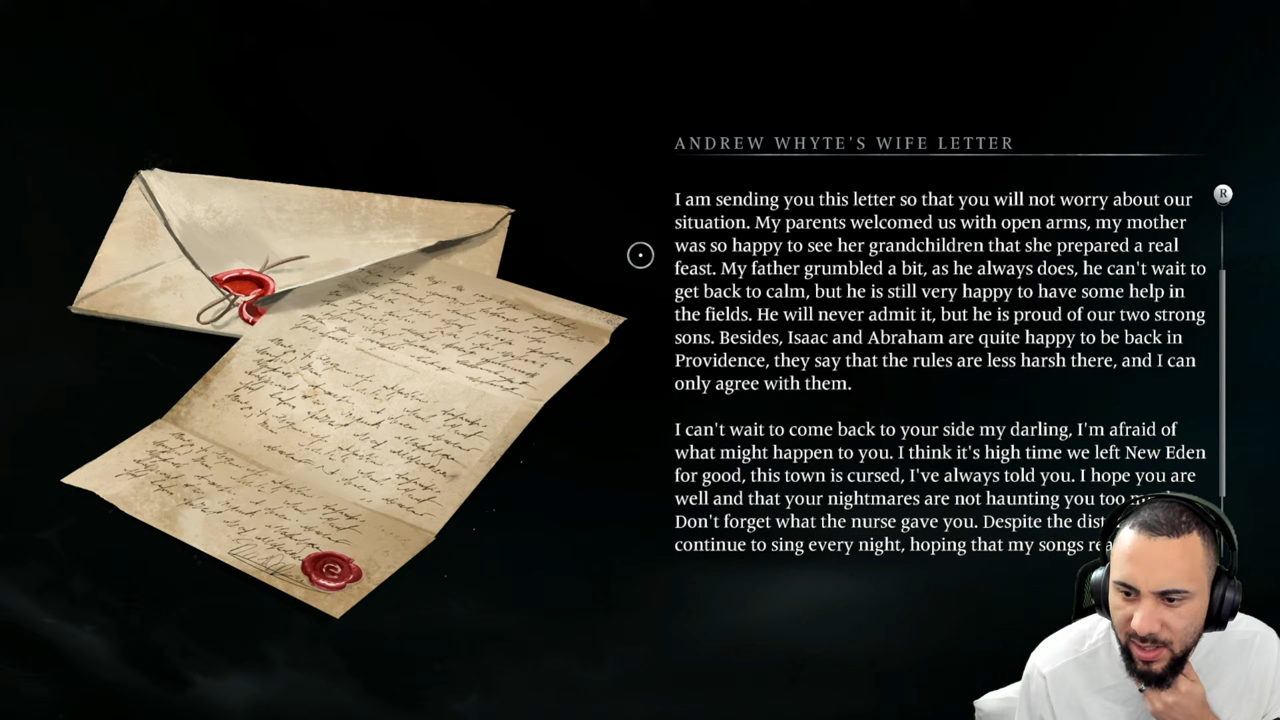 ANDREW WHYTE'S WIFE LETTER
R
I am sending you this letter so that you will not worry about our
situation. My parents welcomed us with open arms, my mother
was so happy to see her grandchildren that she prepared a real
feast. My father grumbled a bit, as he always does, he can't wait to
get back to calm, but he is still very happy to have some help in
the fields. He will never admit it, but he is proud of our two strong
sons. Besides, Isaac and Abraham are quite happy to be back in
Providence, they say that the rules are less harsh there, and I can
only agree with them.
I can't wait to come back to your side my darling, I'm afraid of
what might happen to you. I think it's high time we left New Eden
for good, this town is cursed, I've always told you. I hope you are
well and that your nightmares are not haunting you too
Don't forget what the nurse gave you. Despite the
continue to sing every night, hoping that my songs